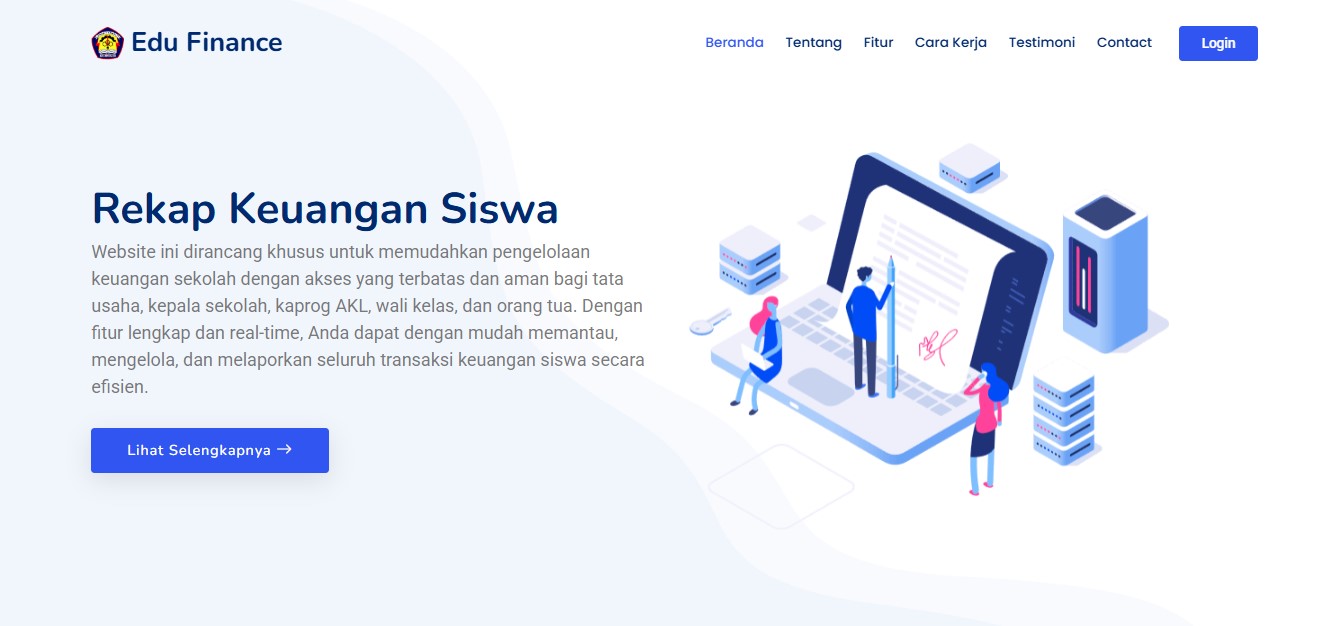 Edu Finance
Beranda Tentang Fitur Cara Kerja Testimoni Contact Login
Rekap Keuangan Siswa
Website ini dirancang khusus untuk memudahkan pengelolaan
keuangan sekolah dengan akses yang terbatas dan aman bagi tata
usaha, kepala sekolah, kaprog AKL, wali kelas, dan orang tua. Dengan
fitur lengkap dan real-time, Anda dapat dengan mudah memantau,
mengelola, dan melaporkan seluruh transaksi keuangan siswa secara
efisien.
Lihat Selengkapnya →